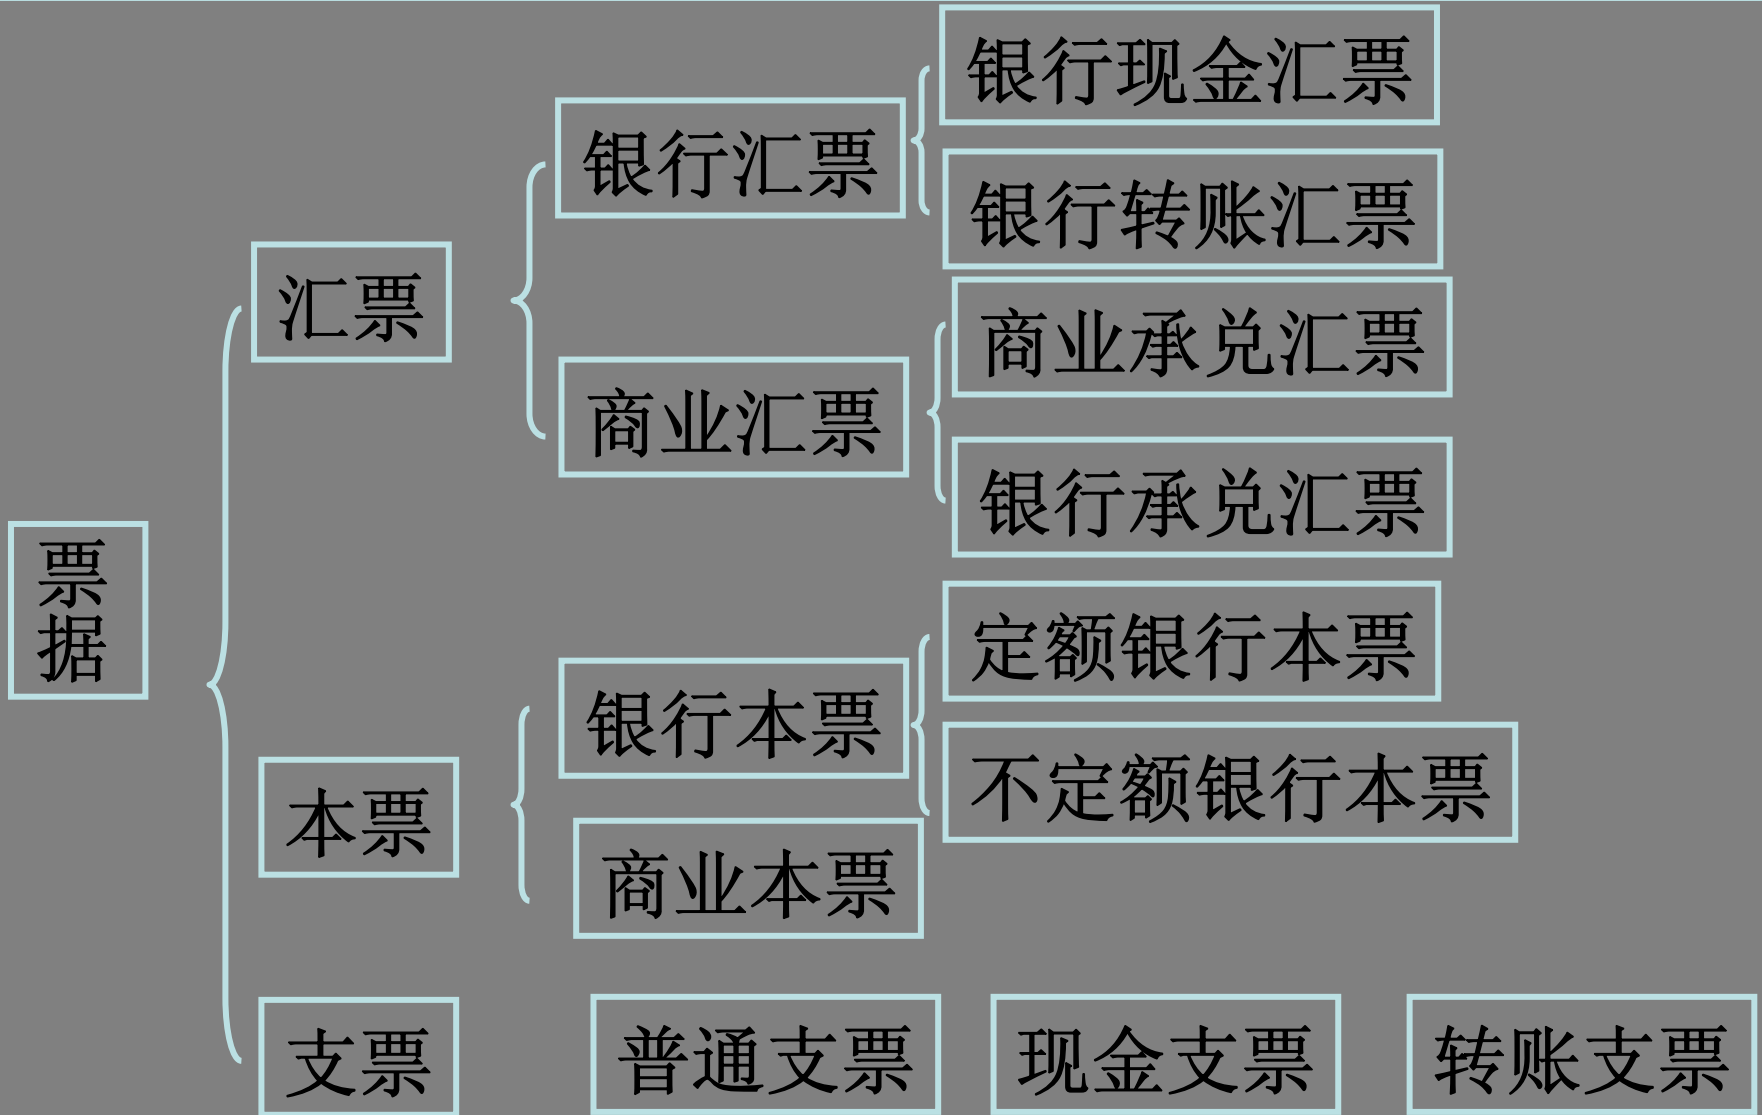 银行现金汇票
银行汇票
银行转账汇票
汇票
商业承兑汇票
商业汇票
银行承兑汇票
票
据
定额银行本票
银行本票
不定额银行本票
本票
商业本票
支票
普通支票
现金支票
转账支票